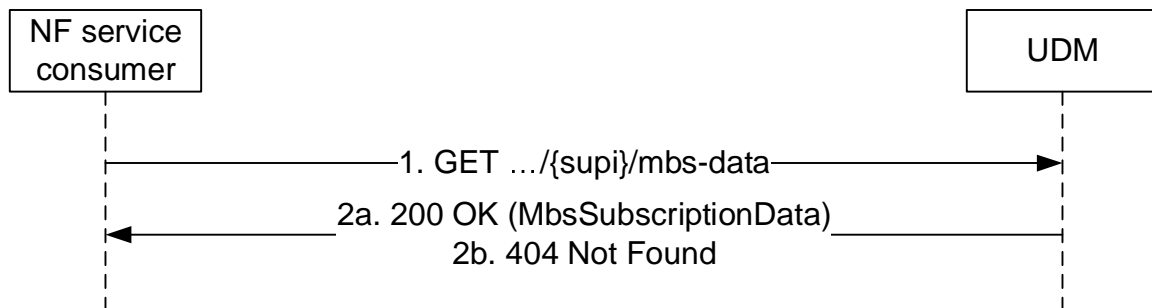 NF service
consumer
UDM
1. GET …/{supi}/mbs-data
2a. 200 OK (MbsSubscriptionData)
2b. 404 Not Found